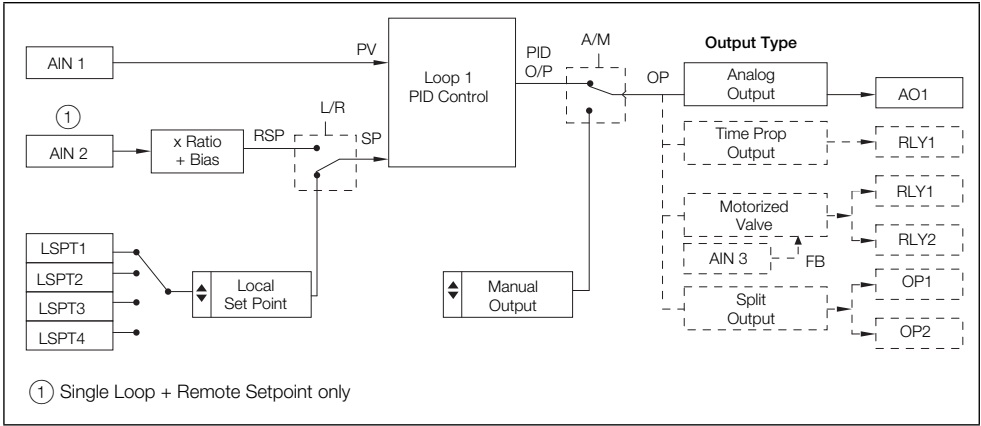 AIN 1
PV
Loop 1
PID Control
PID
O/P
A/M
OP
Output Type
Analog
Output
AO1
1
AIN 2
x Ratio
+ Bias
RSP
L/R
SP
Time Prop
Output
RLY1
Motorized
Valve
RLY1
RLY2
AIN 3
FB
LSPT1
LSPT2
LSPT3
LSPT4
Local
Set Point
Manual
Output
Split
Output
OP1
OP2
1 Single Loop + Remote Setpoint only